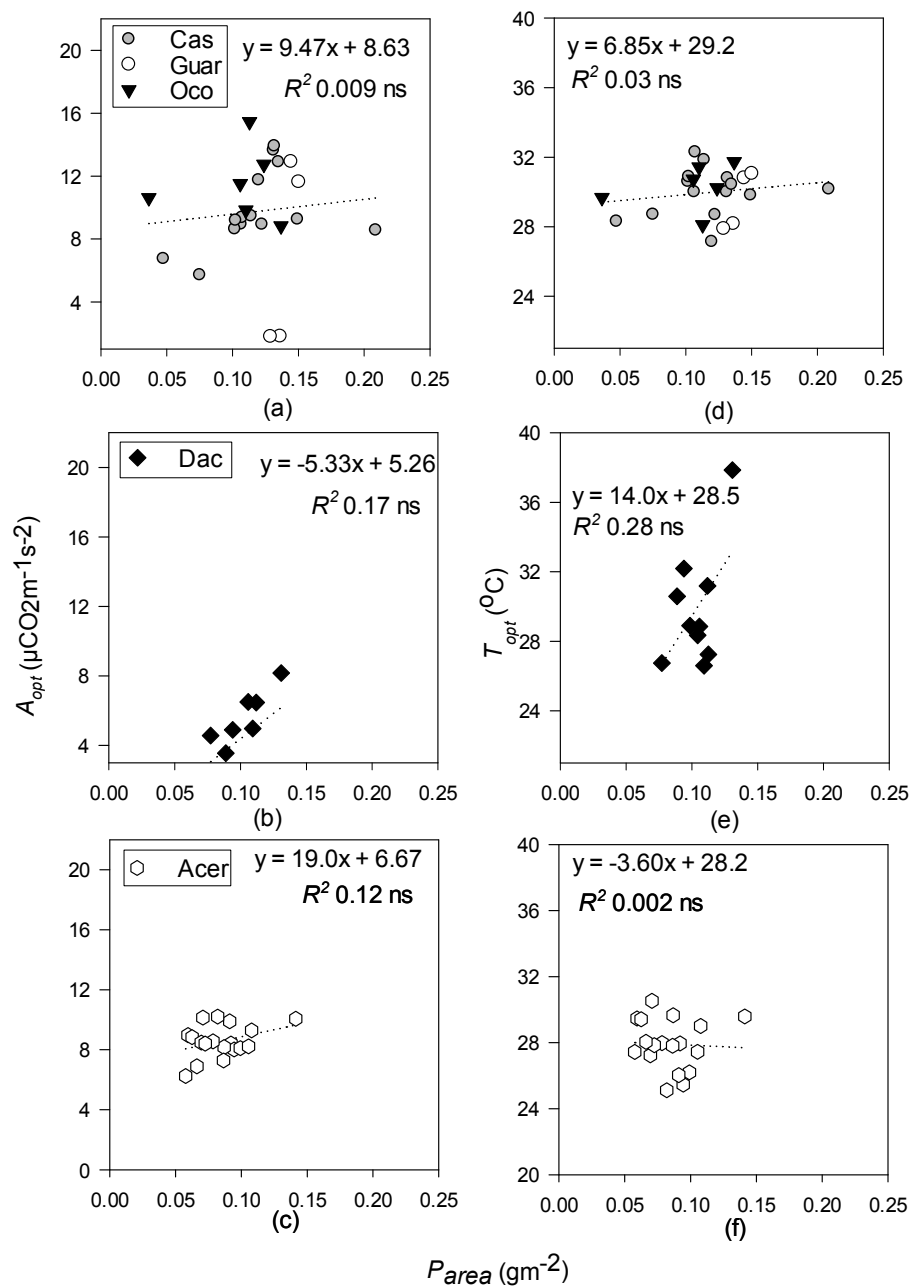 20
16
12
8
4
Cas
Guar
Oco
y = 9.47x + 8.63
R² 0.009 ns
0.00 0.05 0.10 0.15 0.20 0.25
(a)
40
36
32
28
24
y = 6.85x + 29.2
R² 0.03 ns
0.00 0.05 0.10 0.15 0.20 0.25
(d)
A_opt (µCO2m-1s-2)
20
16
12
8
4
Dac
y = -5.33x + 5.26
R² 0.17 ns
0.00 0.05 0.10 0.15 0.20 0.25
(b)
T_opt (°C)
40
36
32
28
24
y = 14.0x + 28.5
R² 0.28 ns
0.00 0.05 0.10 0.15 0.20 0.25
(e)
20
16
12
8
4
0
Acer
y = 19.0x + 6.67
R² 0.12 ns
0.00 0.05 0.10 0.15 0.20 0.25
(c)
40
36
32
28
24
20
y = -3.60x + 28.2
R² 0.002 ns
0.00 0.05 0.10 0.15 0.20 0.25
(f)
Parea (gm-2)